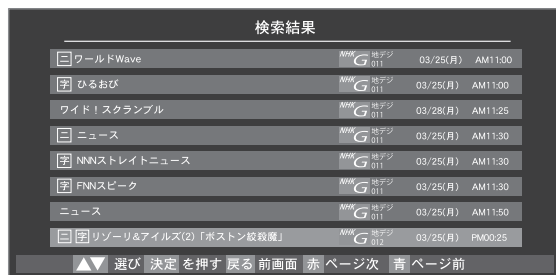 検索結果
二 ワールドWave NHK G 地デジ 011 03/25(月) AM11:00
字 ひるおび NHK G 地デジ 011 03/25(月) AM11:00
ワイド！スクランブル NHK G 地デジ 011 03/28(月) AM11:25
二 ニュース NHK G 地デジ 011 03/25(月) AM11:30
字 NNNストレイトニュース NHK G 地デジ 011 03/25(月) AM11:30
字 FNNスピーク NHK G 地デジ 011 03/25(月) AM11:30
ニュース NHK G 地デジ 011 03/25(月) AM11:50
二 字 リゾーリ&アイルズ(2)「ボストン絞殺魔」 NHK G 地デジ 012 03/25(月) PM00:25
▲▼ 選び 決定 を押す 戻る 前画面 赤 ページ次 青 ページ前